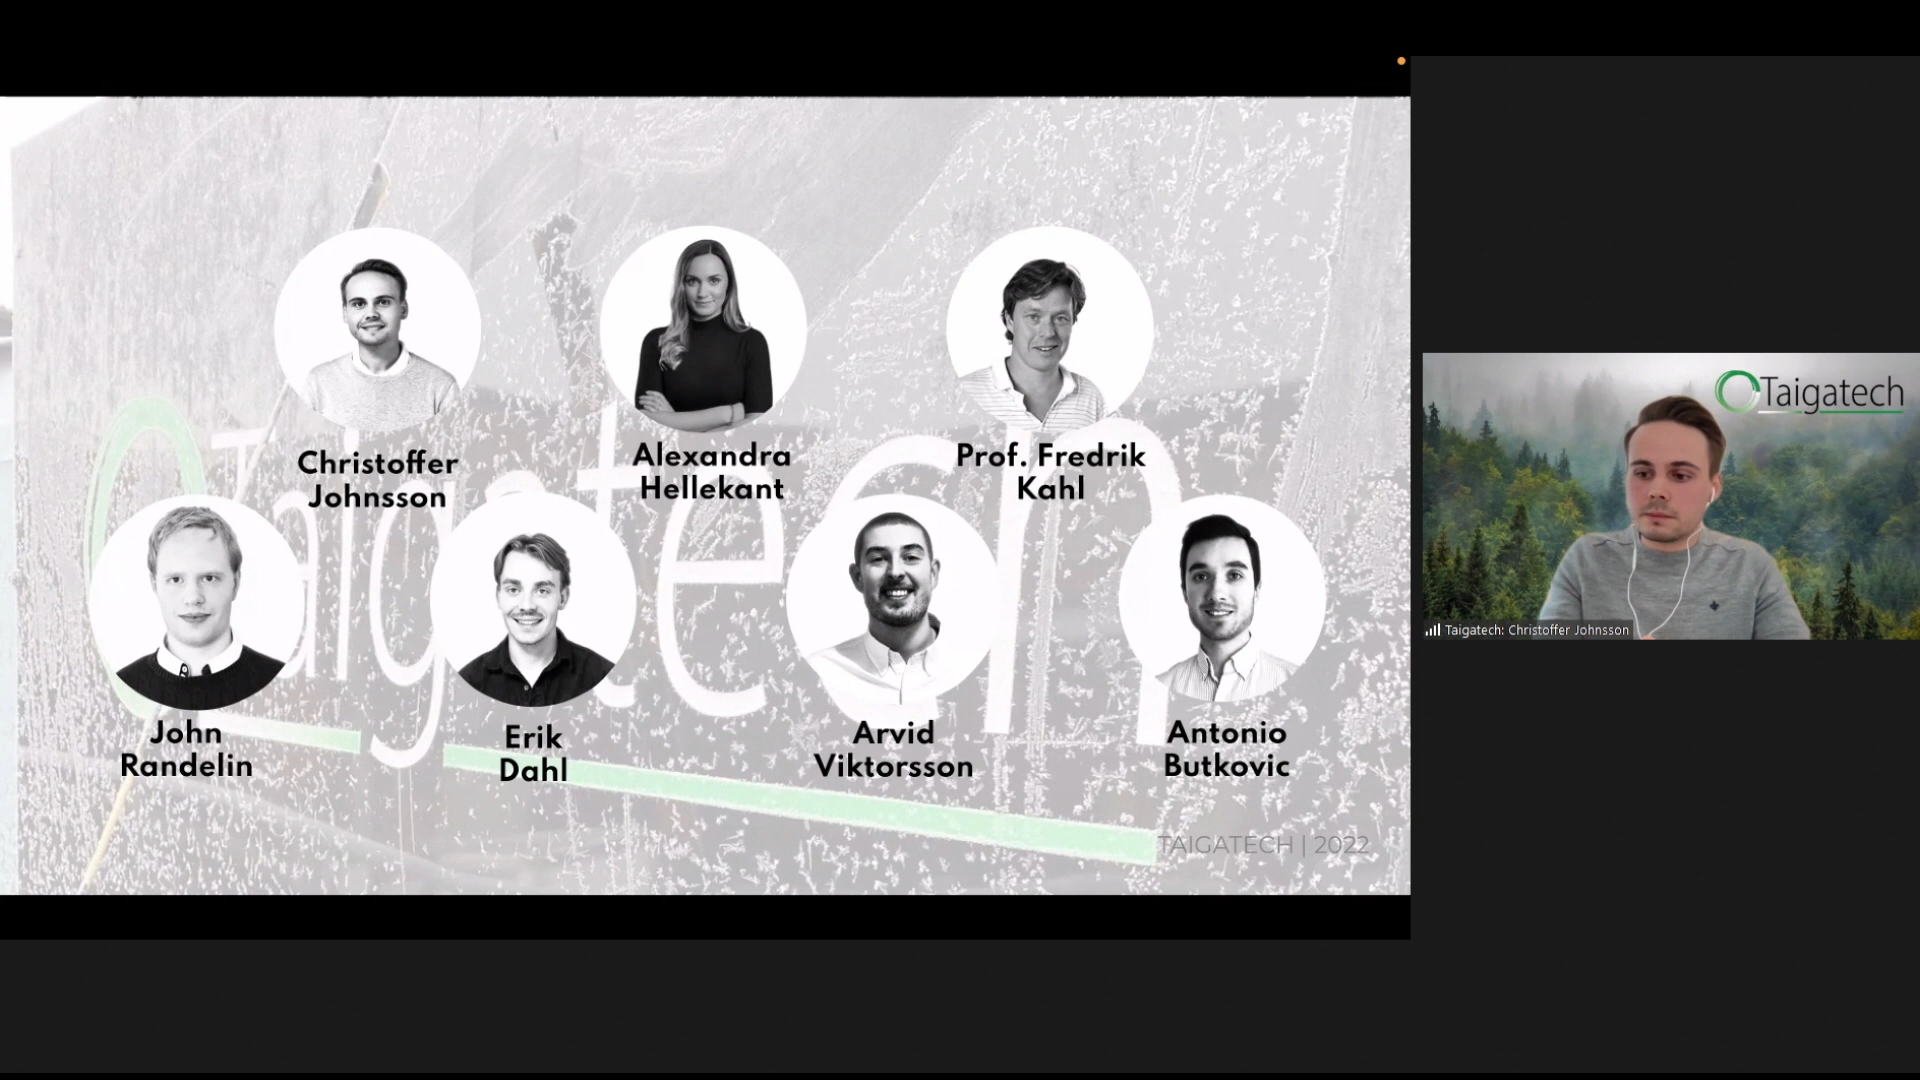 Christoffer
Johnsson
Alexandra
Hellekant
Prof. Fredrik
Kahl
John
Randelin
Erik
Dahl
Arvid
Viktorsson
Antonio
Butkovic
Taigatech
TAIGATECH | 2022
Taigatech
Taigatech: Christoffer Johnsson